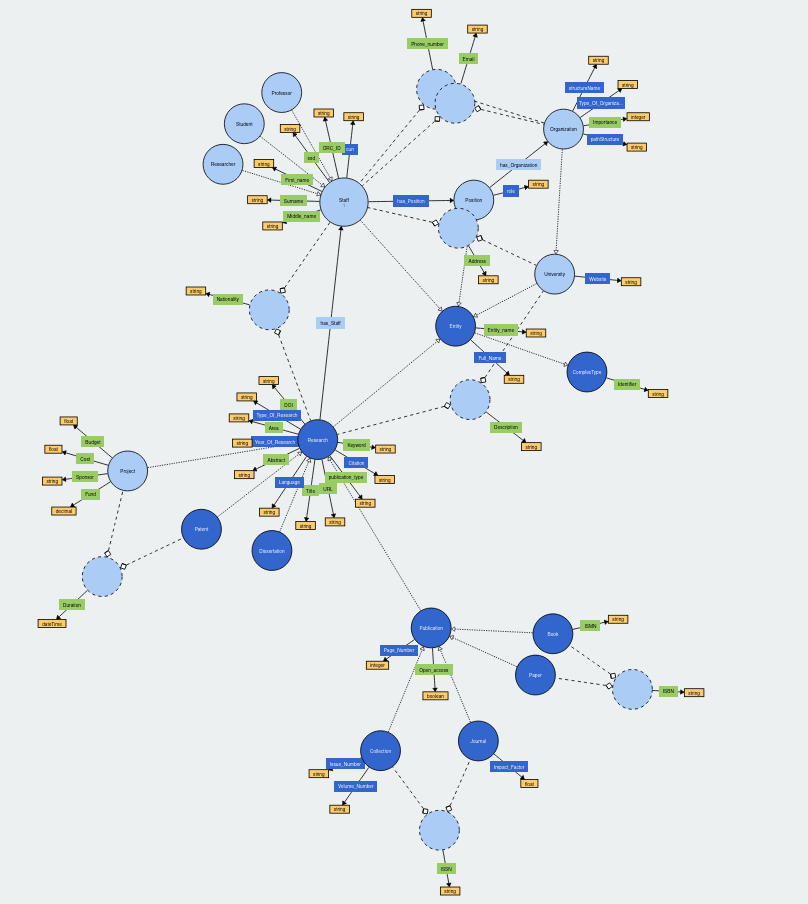 string
Phone_number
string
Email
string
structureName
string
Type_Of_Organiza...
Importance
integer
Organization
pathStructure
string
Professor
Student
Researcher
string
string
string
ORC_ID
ssd
string
First_name
string
Surname
Middle_name
string
Staff
has_Position
has_Organization
Position
role
string
Address
string
University
Website
string
string
Nationality
has_Staff
Entity
Entity_name
string
Full_Name
string
ComplexType
Identifier
string
Description
string
string
DOI
string
Type_Of_Research
string
Area
string
Year_Of_Research
Abstract
string
Research
Keyword
string
Citation
string
publication_type
string
Language
string
Title
string
URL
string
float
Budget
float
Cost
string
Sponsor
Fund
decimal
Project
Patent
Dissertation
Duration
dateTime
Publication
Page_Number
integer
Open_access
boolean
Book
ISMN
string
Paper
ISBN
string
Collection
Issue_Number
string
Volume_Number
string
Journal
Impact_Factor
float
ISSN
string